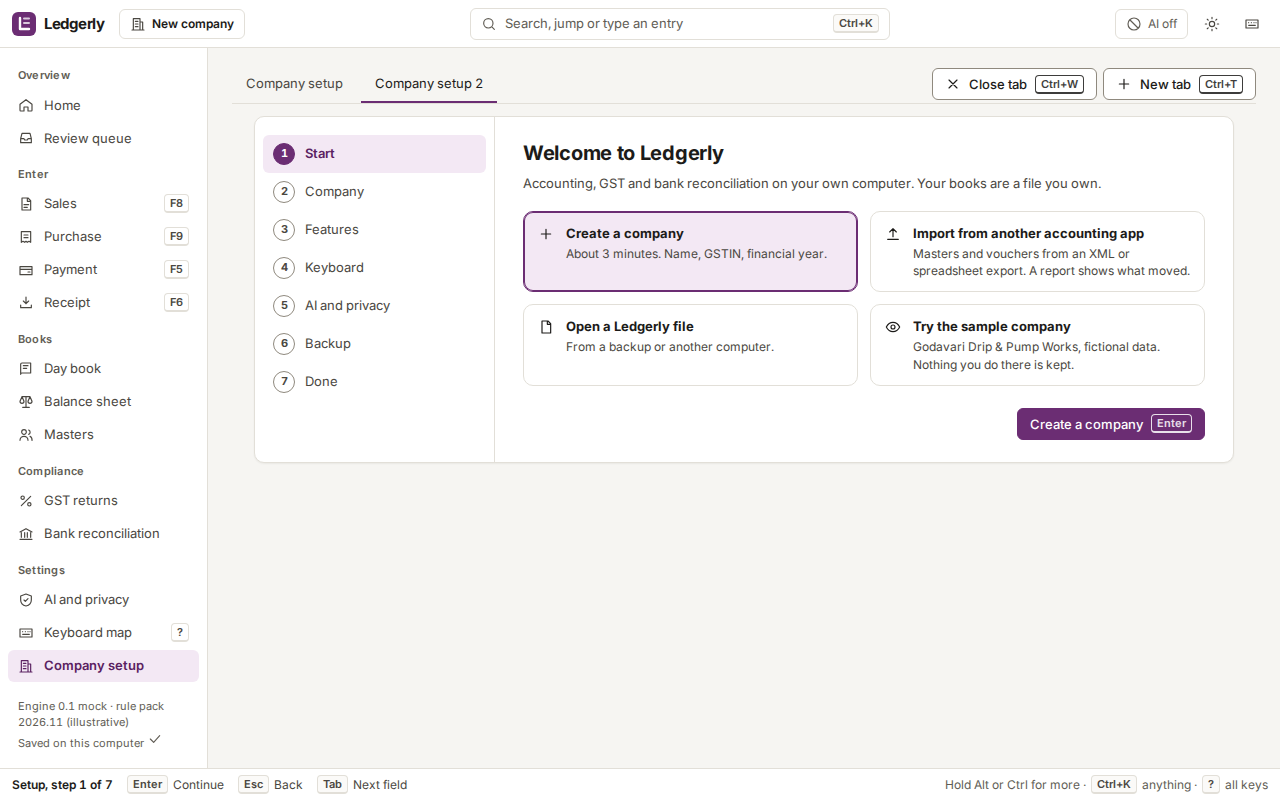 Ledgerly
New company
Search, jump or type an entry
Ctrl+K
AI off
Overview
Home
Review queue
Enter
Sales F8
Purchase F9
Payment F5
Receipt F6
Books
Day book
Balance sheet
Masters
Compliance
GST returns
Bank reconciliation
Settings
AI and privacy
Keyboard map ?
Company setup
Engine 0.1 mock · rule pack
2026.11 (illustrative)
Saved on this computer
Company setup
Company setup 2
Close tab Ctrl+W
New tab Ctrl+T
1 Start
2 Company
3 Features
4 Keyboard
5 AI and privacy
6 Backup
7 Done
Welcome to Ledgerly
Accounting, GST and bank reconciliation on your own computer. Your books are a file you own.
Create a company
About 3 minutes. Name, GSTIN, financial year.
Import from another accounting app
Masters and vouchers from an XML or
spreadsheet export. A report shows what moved.
Open a Ledgerly file
From a backup or another computer.
Try the sample company
Godavari Drip & Pump Works, fictional data.
Nothing you do there is kept.
Create a company Enter
Setup, step 1 of 7 Enter Continue Esc Back Tab Next field
Hold Alt or Ctrl for more · Ctrl+K anything · ? all keys